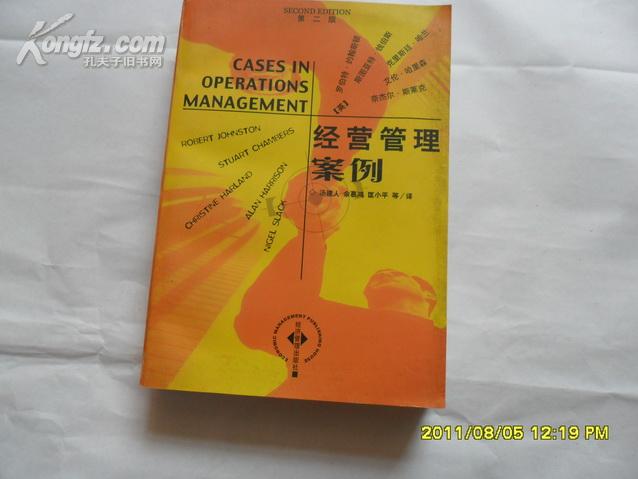 Kongfz.com
孔夫子旧书网
SECOND EDITION
第二版
CASES IN
OPERATIONS
MANAGEMENT
【英】
罗伯特·约翰斯顿
斯图亚特·钱伯斯
克里斯廷·哈兰
艾伦·哈里森
奈杰尔·斯莱克
ROBERT JOHNSTON
STUART CHAMBERS
CHRISTINE HARLAND
ALAN HARRISON
NIGEL SLACK
经营管理
案例
汤建人 余慕鸿 匡小平 等/译
ECONOMIC MANAGEMENT PUBLISHING HOUSE
经济管理出版社
2011/08/05 12:19 PM